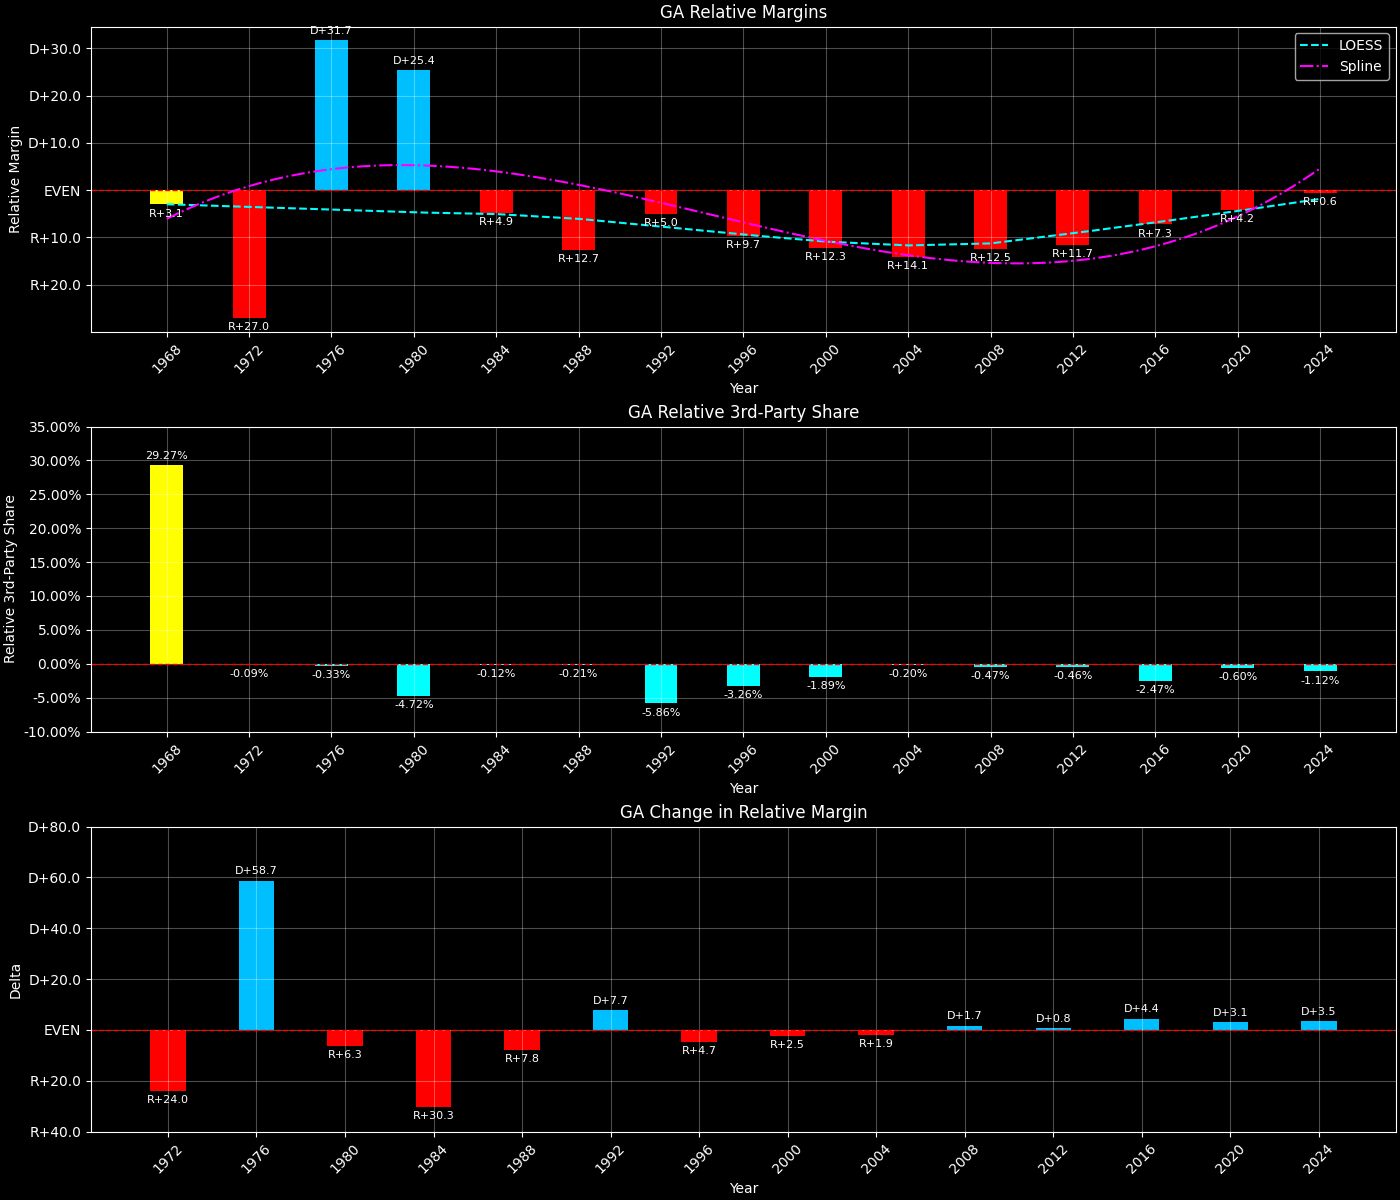 GA Relative Margins
Relative Margin
D+30.0
D+20.0
D+10.0
EVEN
R+10.0
R+20.0
LOESS
Spline
R+3.1
R+27.0
D+31.7
D+25.4
R+4.9
R+12.7
R+5.0
R+9.7
R+12.3
R+14.1
R+12.5
R+11.7
R+7.3
R+4.2
R+0.6
1968
1972
1976
1980
1984
1988
1992
1996
2000
2004
2008
2012
2016
2020
2024
Year
GA Relative 3rd-Party Share
Relative 3rd-Party Share
35.00%
30.00%
25.00%
20.00%
15.00%
10.00%
5.00%
0.00%
-5.00%
-10.00%
29.27%
-0.09%
-0.33%
-4.72%
-0.12%
-0.21%
-5.86%
-3.26%
-1.89%
-0.20%
-0.47%
-0.46%
-2.47%
-0.60%
-1.12%
1968
1972
1976
1980
1984
1988
1992
1996
2000
2004
2008
2012
2016
2020
2024
Year
GA Change in Relative Margin
Delta
D+80.0
D+60.0
D+40.0
D+20.0
EVEN
R+20.0
R+40.0
R+24.0
D+58.7
R+6.3
R+30.3
R+7.8
D+7.7
R+4.7
R+2.5
R+1.9
D+1.7
D+0.8
D+4.4
D+3.1
D+3.5
1972
1976
1980
1984
1988
1992
1996
2000
2004
2008
2012
2016
2020
2024
Year